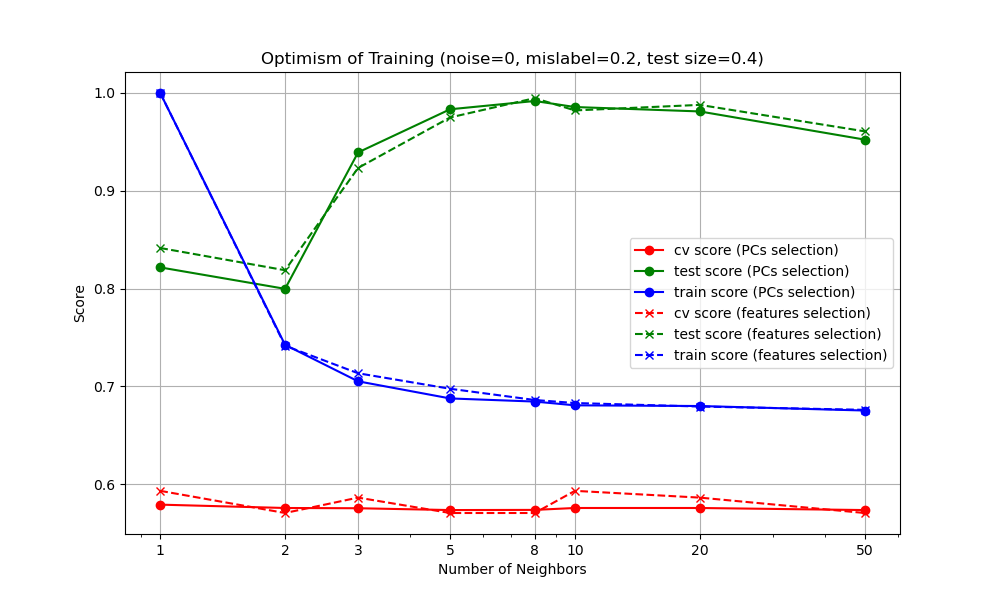 Optimism of Training (noise=0, mislabel=0.2, test size=0.4)
1.0
0.9
0.8
0.7
0.6
Score
cv score (PCs selection)
test score (PCs selection)
train score (PCs selection)
cv score (features selection)
test score (features selection)
train score (features selection)
1 2 3 5 8 10 20 50
Number of Neighbors